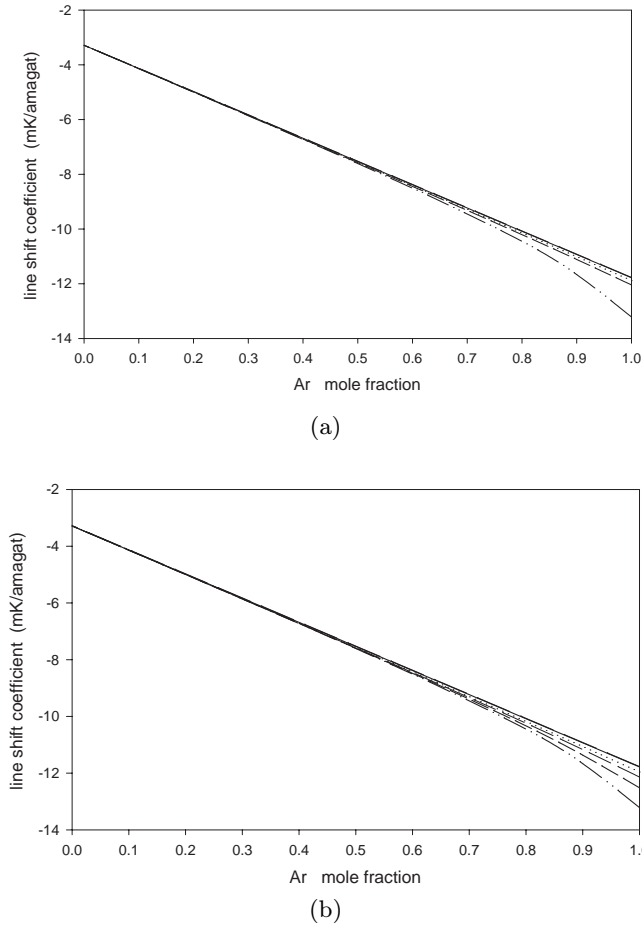 -2
-4
-6
-8
-10
-12
-14
line shift coefficient (mK/amagat)
0.0 0.1 0.2 0.3 0.4 0.5 0.6 0.7 0.8 0.9 1.0
Ar mole fraction
(a)
-2
-4
-6
-8
-10
-12
-14
line shift coefficient (mK/amagat)
0.0 0.1 0.2 0.3 0.4 0.5 0.6 0.7 0.8 0.9 1.
Ar mole fraction
(b)